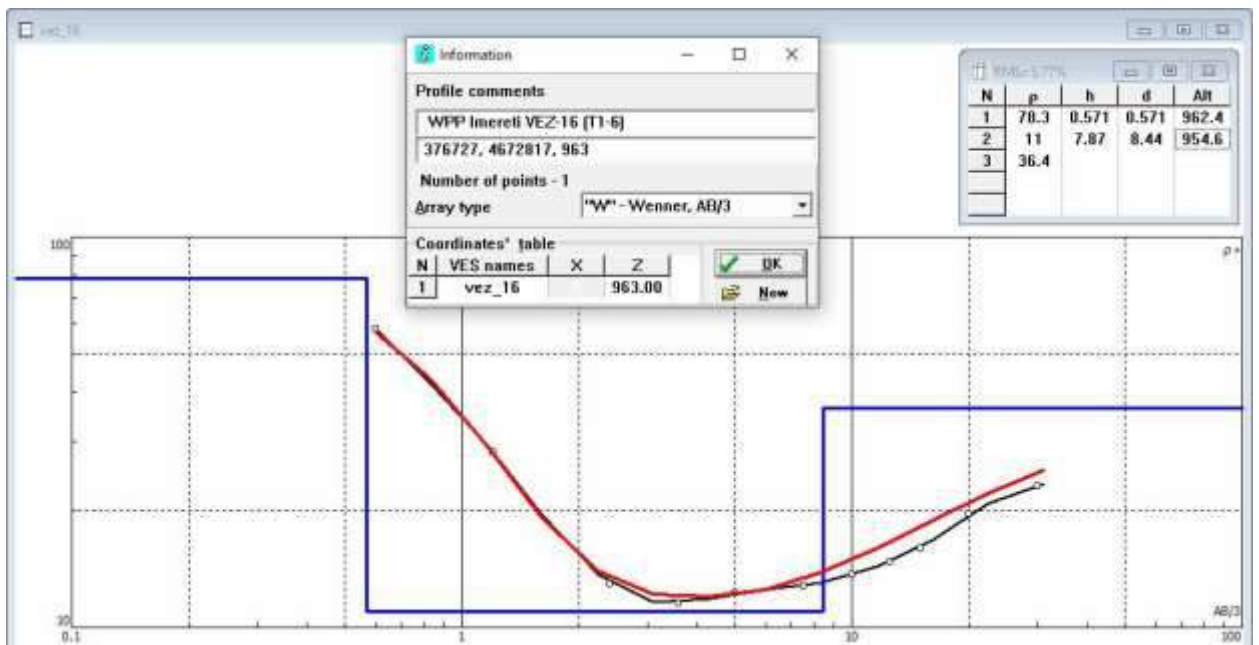 vez_16
Information
Profile comments
WPP Imereti VEZ-16 (T1-6)
376727, 4672817, 963
Number of points - 1
Array type "W" - Wenner, AB/3
Coordinates' table
N VES names X Z
1 vez_16 963.00
OK
New
N ρ h d Alt
1 78.3 0.571 0.571 962.4
2 11 7.87 8.44 954.6
3 36.4
100
10
0.1 1 10 100
AB/3